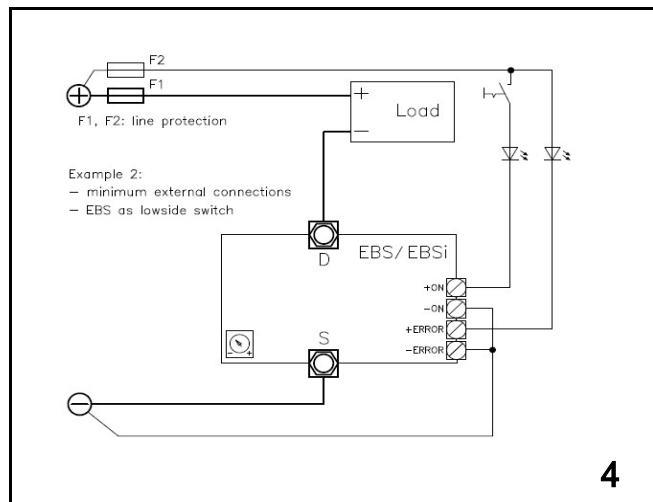 F2
F1
F1, F2: line protection
+
−
Load
Example 2:
− minimum external connections
− EBS as lowside switch
D
EBS/EBSi
+ON
−ON
+ERROR
−ERROR
S
− +
4